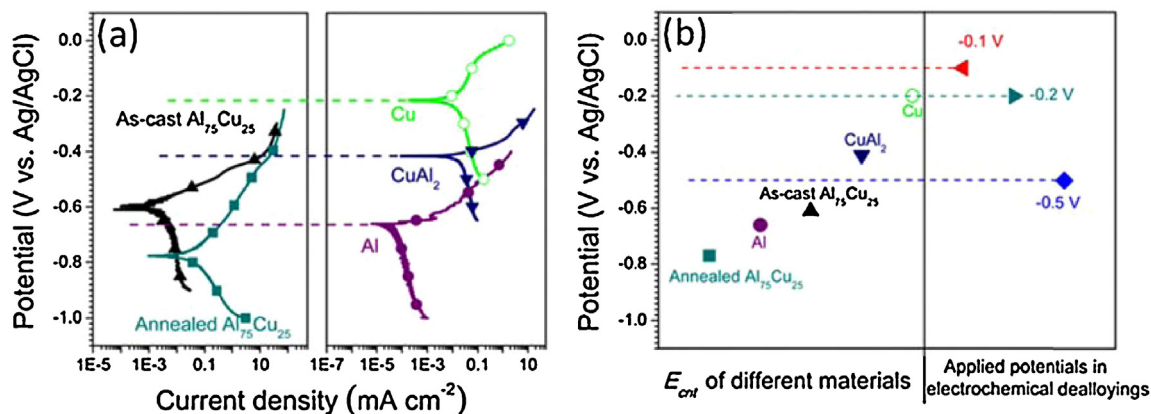 (a)
Potential (V vs. Ag/AgCl)
0.0
-0.2
-0.4
-0.6
-0.8
-1.0
As-cast Al75Cu25
Annealed Al75Cu25
Cu
CuAl2
Al
1E-5 1E-3 0.1 10
1E-7 1E-5 1E-3 0.1 10
Current density (mA cm-2)
(b)
Potential (V vs. Ag/AgCl)
0.0
-0.2
-0.4
-0.6
-0.8
-1.0
-0.1 V
-0.2 V
Cu
CuAl2
-0.5 V
As-cast Al75Cu25
Al
Annealed Al75Cu25
Ecnt of different materials
Applied potentials in
electrochemical dealloyings